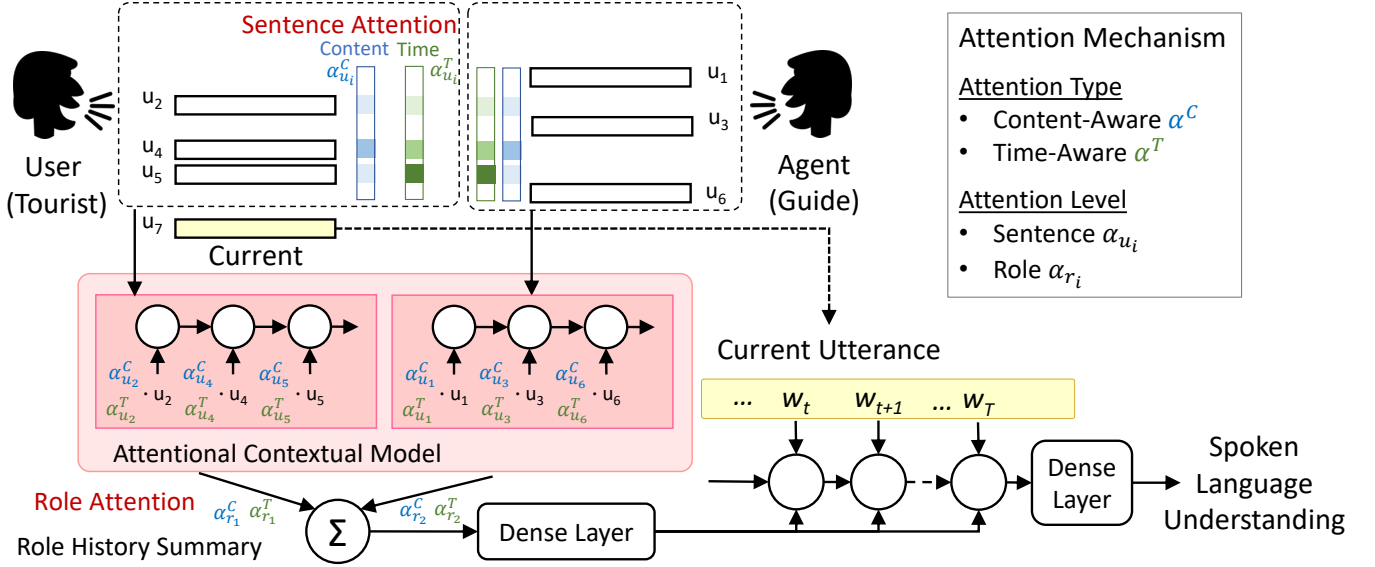 Sentence Attention
Content
Time
α^C_{u_i}
α^T_{u_i}
u₂
u₄
u₅
u₇
Current
User
(Tourist)
u₁
u₃
u₆
Agent
(Guide)
Attention Mechanism
Attention Type
• Content-Aware α^C
• Time-Aware α^T
Attention Level
• Sentence α_{u_i}
• Role α_{r_i}
α^C_{u_2} α^C_{u_4} α^C_{u_5}
· u₂ · u₄ · u₅
α^T_{u_2} α^T_{u_4} α^T_{u_5}
α^C_{u_1} α^C_{u_3} α^C_{u_6}
· u₁ · u₃ · u₆
α^T_{u_1} α^T_{u_3} α^T_{u_6}
Attentional Contextual Model
Current Utterance
... w_t w_{t+1} ... w_T
Role Attention
α^C_{r_1} α^T_{r_1}
α^C_{r_2} α^T_{r_2}
Role History Summary
Σ
Dense Layer
Dense
Layer
Spoken
Language
Understanding